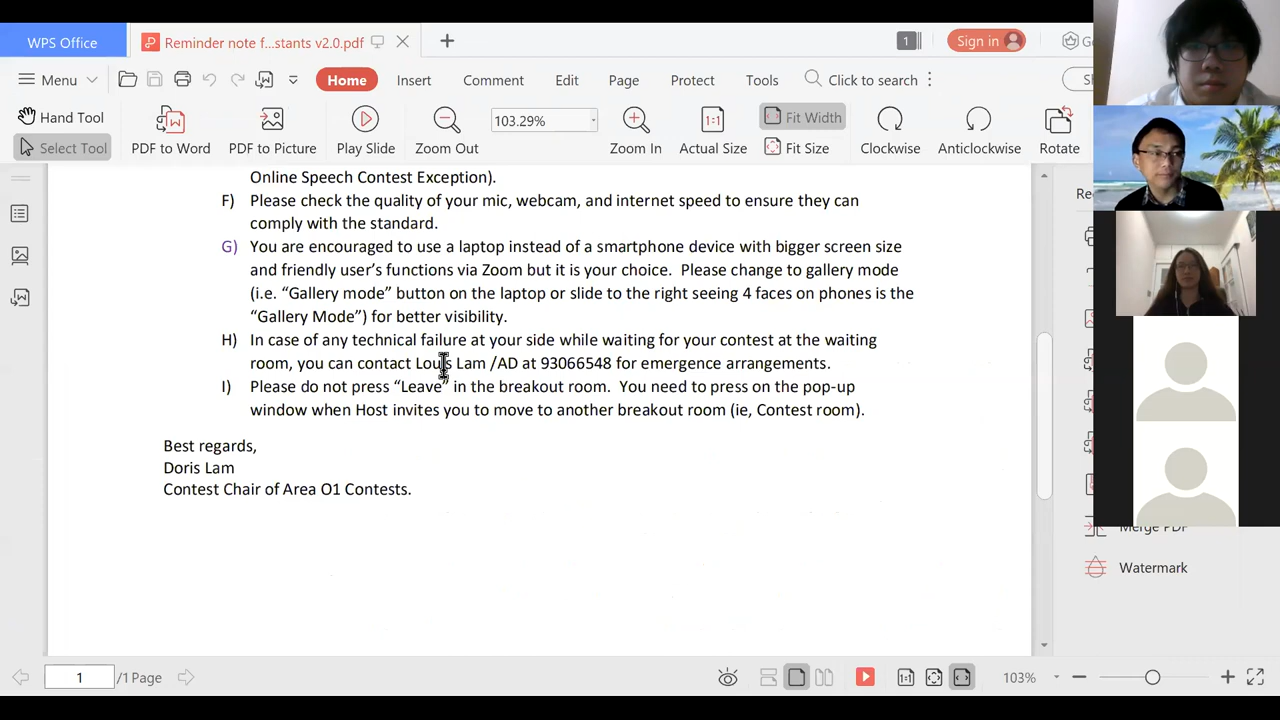 WPS Office
Reminder note f...stants v2.0.pdf
1
Sign in
Menu
Home
Insert
Comment
Edit
Page
Protect
Tools
Click to search
Hand Tool
Select Tool
PDF to Word
PDF to Picture
Play Slide
Zoom Out
103.29%
Zoom In
1:1
Actual Size
Fit Width
Fit Size
Clockwise
Anticlockwise
Rotate
Online Speech Contest Exception).
F) Please check the quality of your mic, webcam, and internet speed to ensure they can
comply with the standard.
G) You are encouraged to use a laptop instead of a smartphone device with bigger screen size
and friendly user's functions via Zoom but it is your choice. Please change to gallery mode
(i.e. “Gallery mode” button on the laptop or slide to the right seeing 4 faces on phones is the
“Gallery Mode”) for better visibility.
H) In case of any technical failure at your side while waiting for your contest at the waiting
room, you can contact Louis Lam /AD at 93066548 for emergence arrangements.
I) Please do not press “Leave” in the breakout room. You need to press on the pop-up
window when Host invites you to move to another breakout room (ie, Contest room).
Best regards,
Doris Lam
Contest Chair of Area O1 Contests.
Merge PDF
Watermark
1
/1 Page
1:1
103%